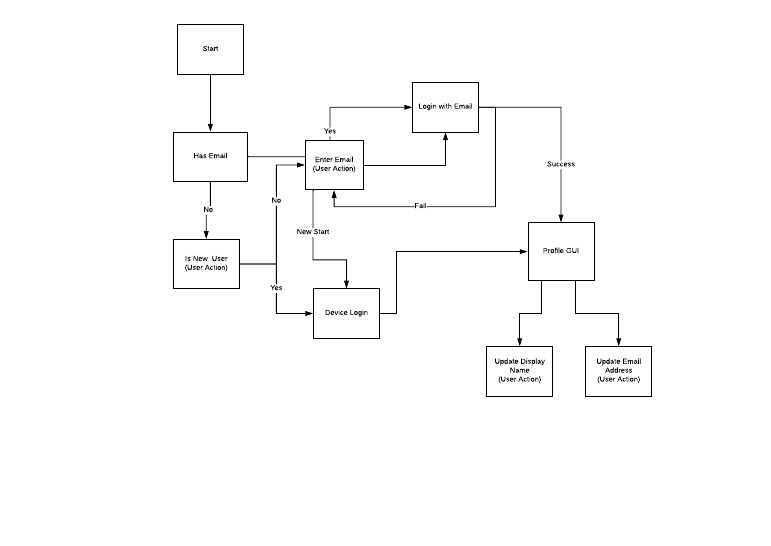 Start
Has Email
Yes
Login with Email
Enter Email
(User Action)
Success
No
No
Fail
New Start
Is New User
(User Action)
Profile GUI
Yes
Device Login
Update Display
Name
(User Action)
Update Email
Address
(User Action)